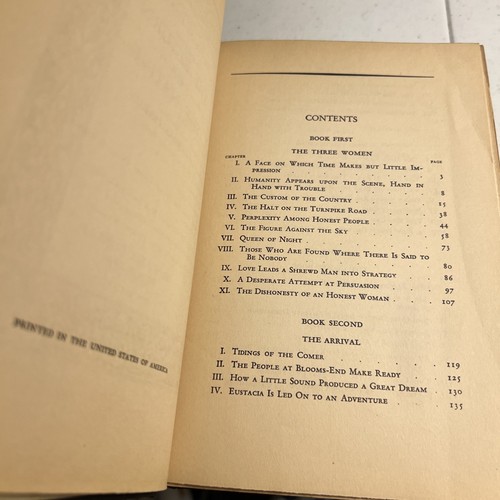 PRINTED IN THE UNITED STATES OF AMERICA
CONTENTS
BOOK FIRST
THE THREE WOMEN
CHAPTER PAGE
I. A Face on Which Time Makes but Little Im-
pression . . . . . . . . 3
II. Humanity Appears upon the Scene, Hand in
Hand with Trouble . . . . . . 8
III. The Custom of the Country . . . . 15
IV. The Halt on the Turnpike Road . . . 38
V. Perplexity Among Honest People . . . 44
VI. The Figure Against the Sky . . . . 58
VII. Queen of Night . . . . . . 73
VIII. Those Who Are Found Where There Is Said to
Be Nobody . . . . . . . 80
IX. Love Leads a Shrewd Man into Strategy . . 86
X. A Desperate Attempt at Persuasion . . . 97
XI. The Dishonesty of an Honest Woman . . . 107
BOOK SECOND
THE ARRIVAL
I. Tidings of the Comer . . . . . . 119
II. The People at Blooms-End Make Ready . . 125
III. How a Little Sound Produced a Great Dream . 130
IV. Eustacia Is Led On to an Adventure . . . 135